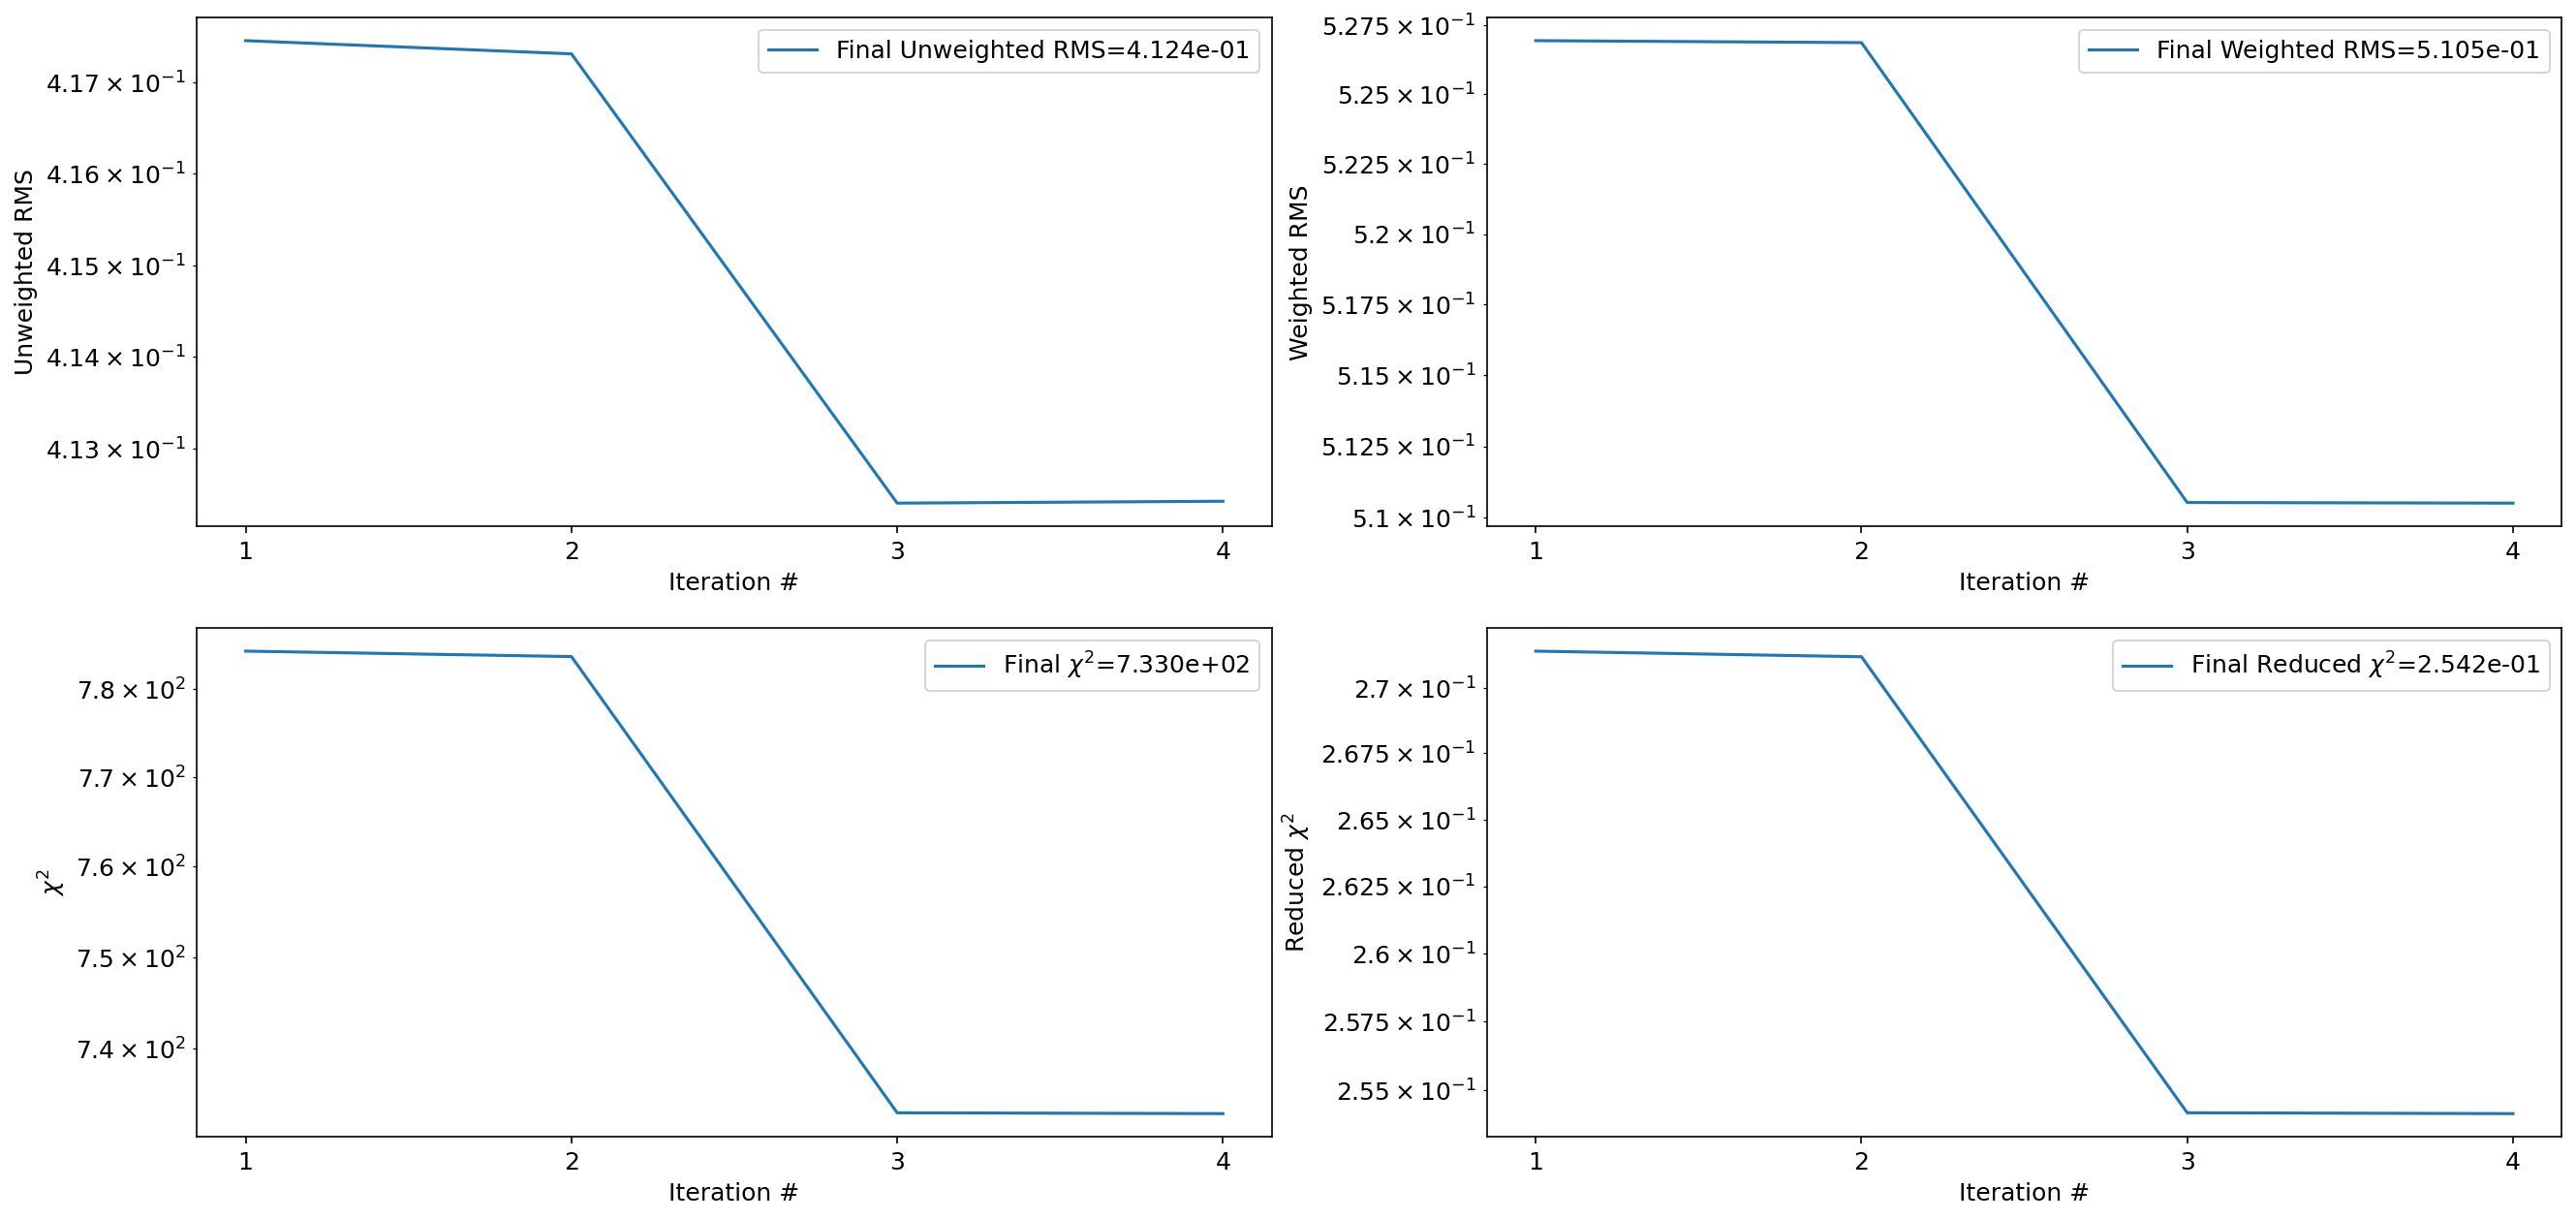 Final Unweighted RMS=4.124e-01
4.17 × 10⁻¹
4.16 × 10⁻¹
4.15 × 10⁻¹
4.14 × 10⁻¹
4.13 × 10⁻¹
Unweighted RMS
1 2 3 4
Iteration #
Final Weighted RMS=5.105e-01
5.275 × 10⁻¹
5.25 × 10⁻¹
5.225 × 10⁻¹
5.2 × 10⁻¹
5.175 × 10⁻¹
5.15 × 10⁻¹
5.125 × 10⁻¹
5.1 × 10⁻¹
Weighted RMS
1 2 3 4
Iteration #
Final χ²=7.330e+02
7.8 × 10²
7.7 × 10²
7.6 × 10²
7.5 × 10²
7.4 × 10²
χ²
1 2 3 4
Iteration #
Final Reduced χ²=2.542e-01
2.7 × 10⁻¹
2.675 × 10⁻¹
2.65 × 10⁻¹
2.625 × 10⁻¹
2.6 × 10⁻¹
2.575 × 10⁻¹
2.55 × 10⁻¹
Reduced χ²
1 2 3 4
Iteration #